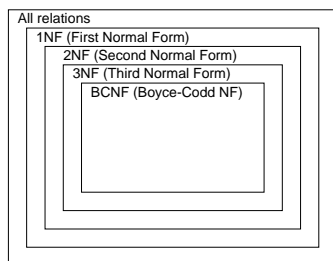 All relations
1NF (First Normal Form)
2NF (Second Normal Form)
3NF (Third Normal Form)
BCNF (Boyce-Codd NF)